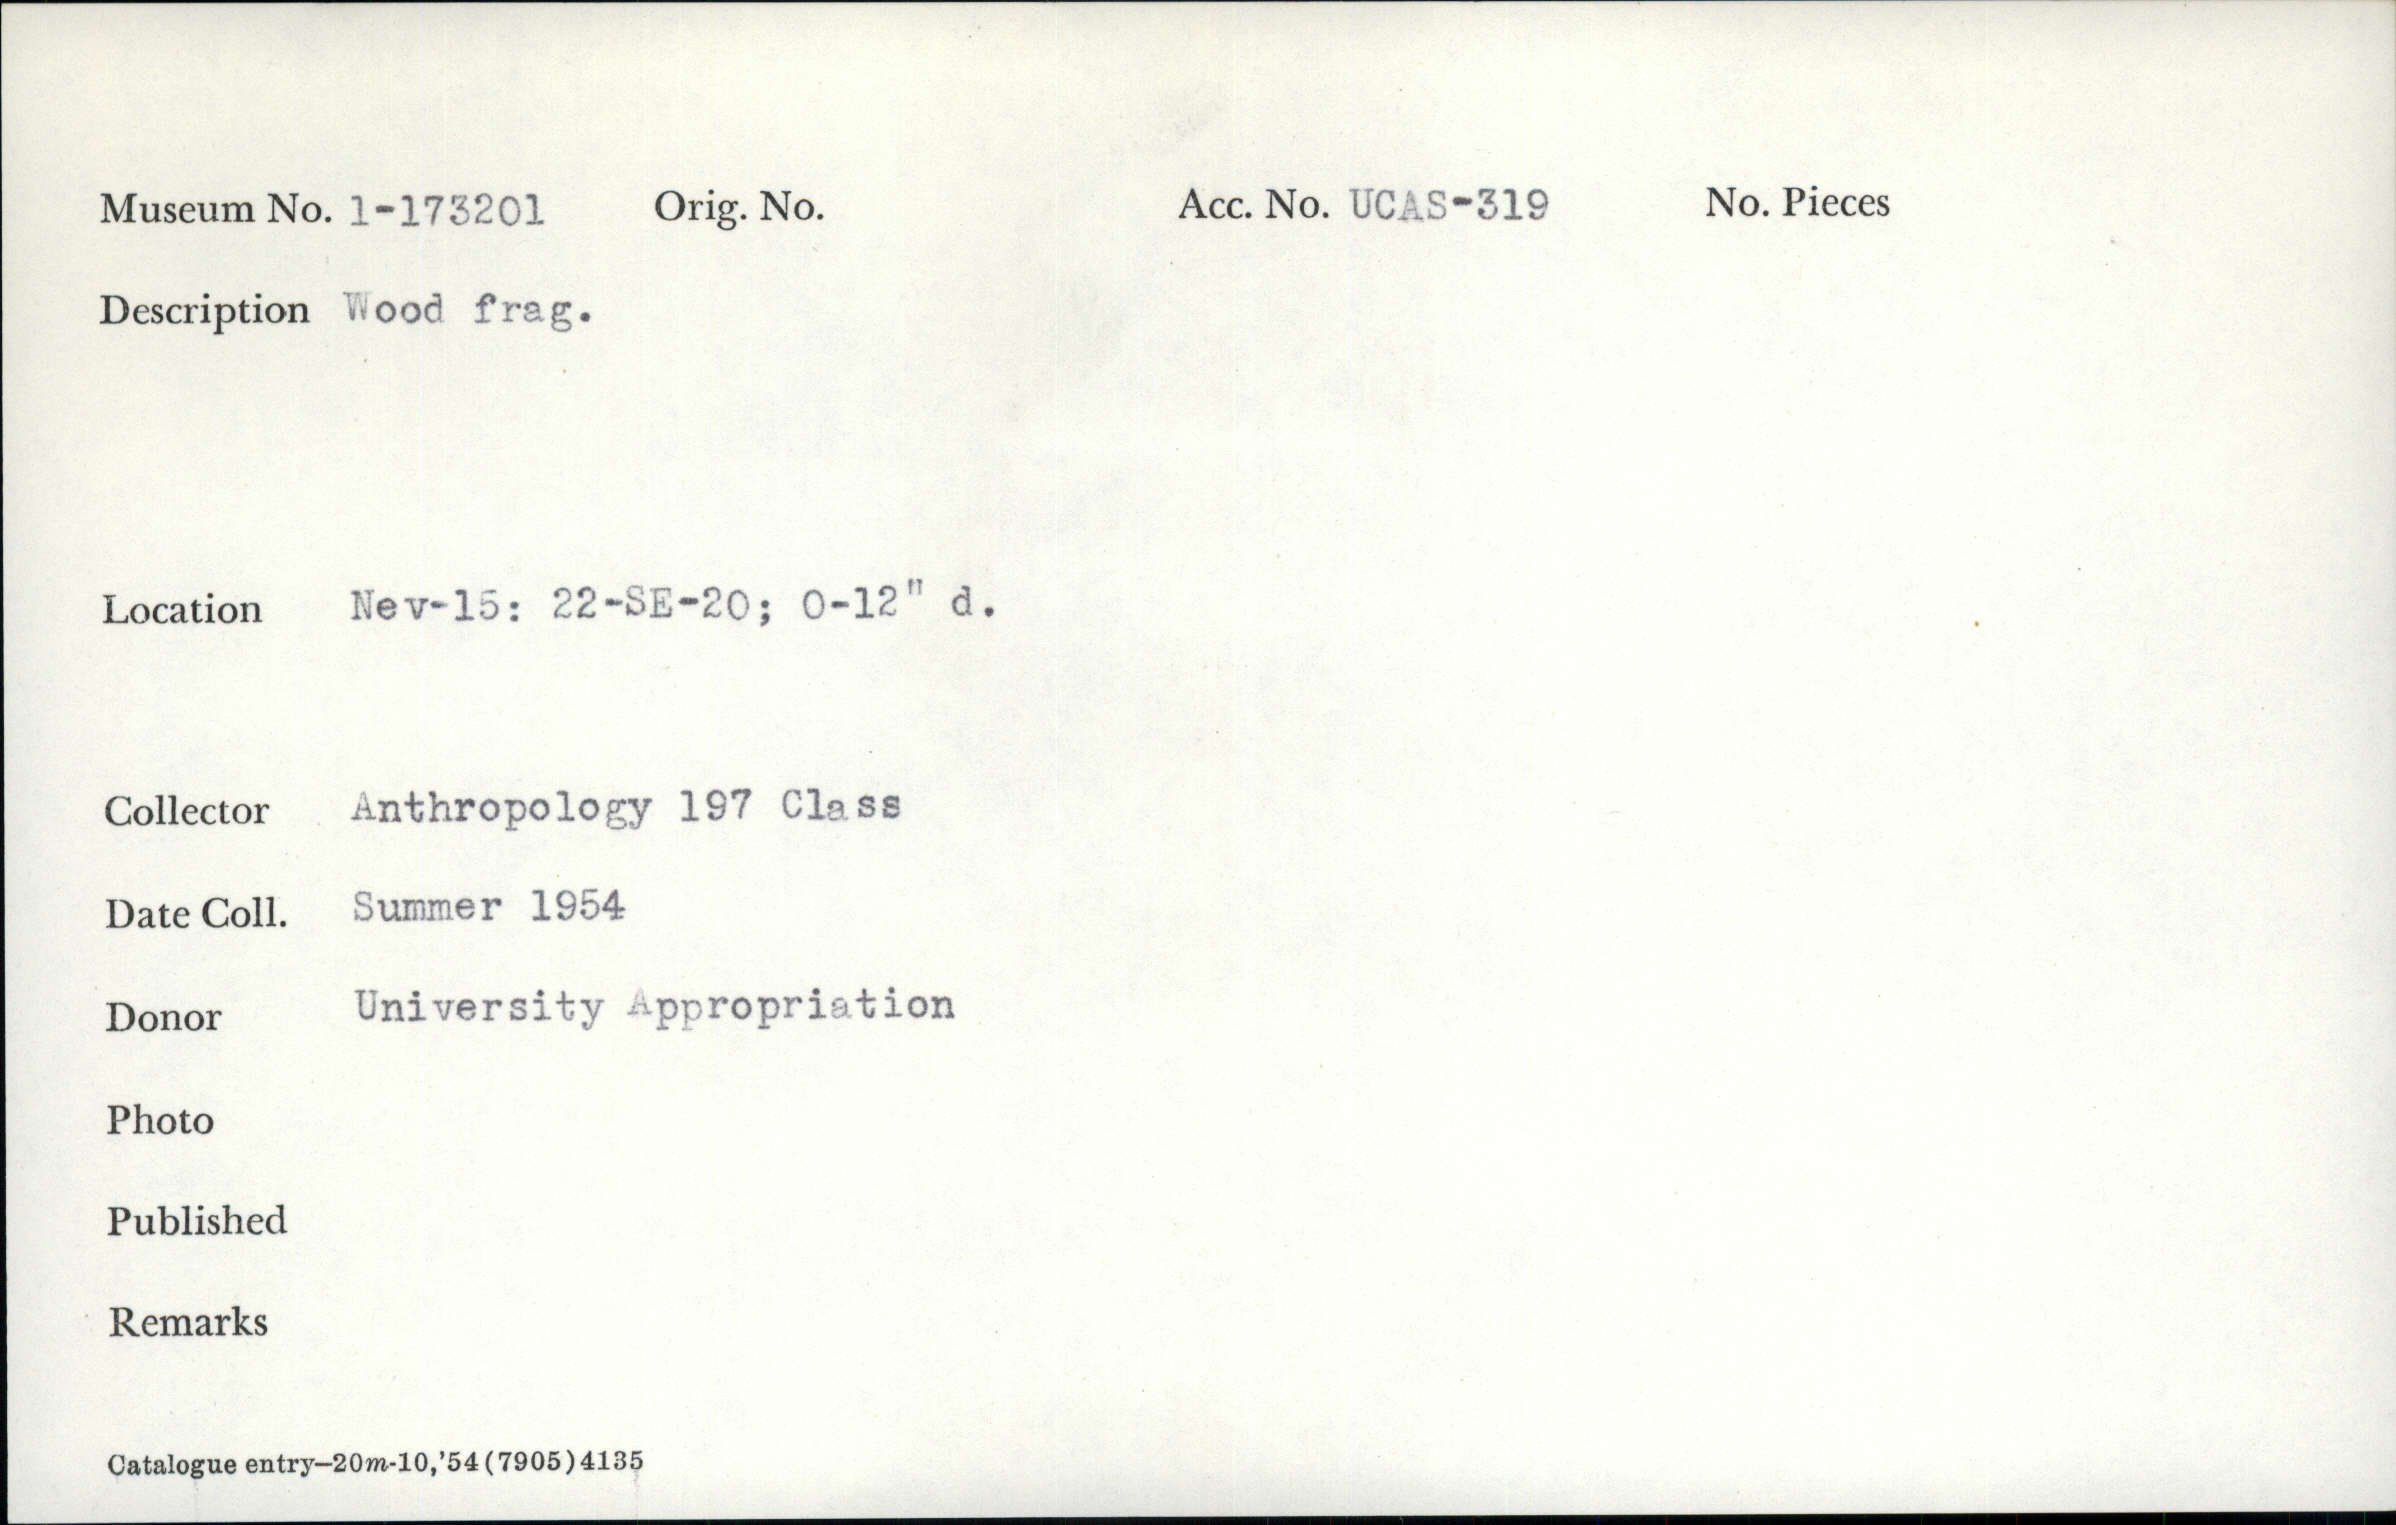 Museum No. 1-173201 Orig. No. Acc. No. UCAS-319 No. Pieces
Description Wood frag.
Location Nev-15: 22-SE-20; 0-12" d.
Collector Anthropology 197 Class
Date Coll. Summer 1954
Donor University Appropriation
Photo
Published
Remarks
Catalogue entry—20m-10,'54(7905)4135